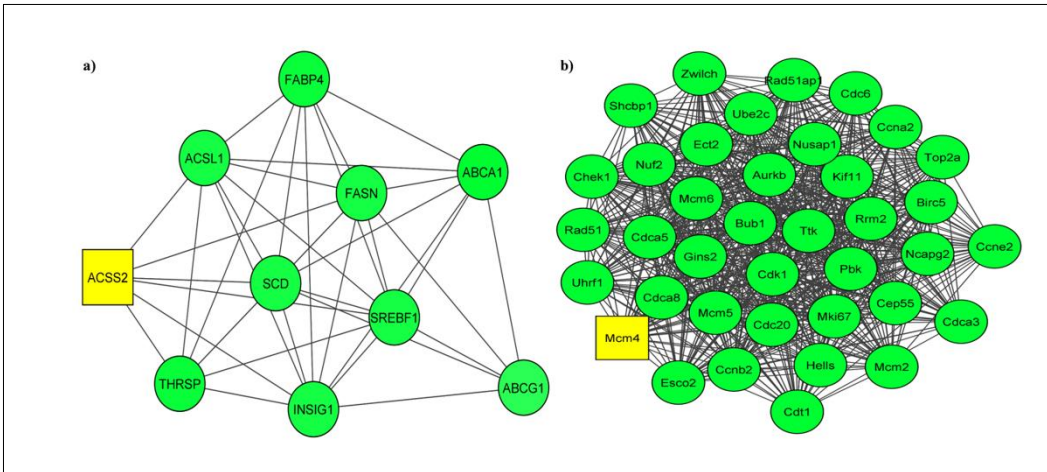 a)
FABP4
ACSL1
ABCA1
FASN
ACSS2
SCD
SREBF1
THRSP
INSIG1
ABCG1
b)
Zwilch
Rad51ap1
Cdc6
Shcbp1
Ube2c
Ccna2
Ect2
Nusap1
Top2a
Nuf2
Aurkb
Kif11
Chek1
Mcm6
Birc5
Rad51
Cdca5
Bub1
Ttk
Rrm2
Ccne2
Gins2
Ncapg2
Uhrf1
Cdk1
Pbk
Cdca8
Cep55
Mcm4
Mcm5
Cdc20
Mki67
Cdca3
Esco2
Ccnb2
Hells
Mcm2
Cdt1